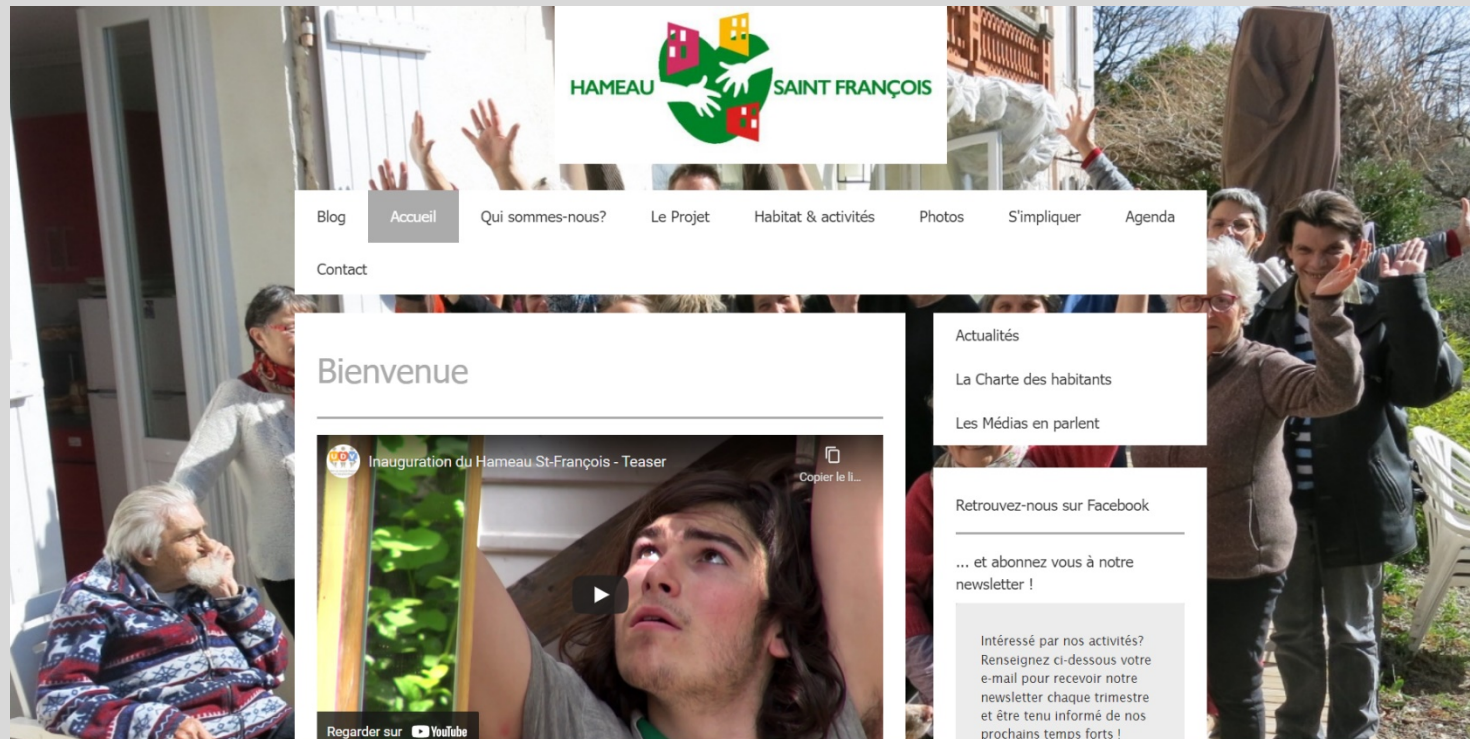 HAMEAU SAINT FRANÇOIS
Blog Accueil Qui sommes-nous? Le Projet Habitat & activités Photos S'impliquer Agenda
Contact
Bienvenue
UDV
Inauguration du Hameau St-François - Teaser
Copier le li...
Regarder sur YouTube
Actualités
La Charte des habitants
Les Médias en parlent
Retrouvez-nous sur Facebook
... et abonnez vous à notre
newsletter !
Intéressé par nos activités?
Renseignez ci-dessous votre
e-mail pour recevoir notre
newsletter chaque trimestre
et être tenu informé de nos
prochains temps forts !